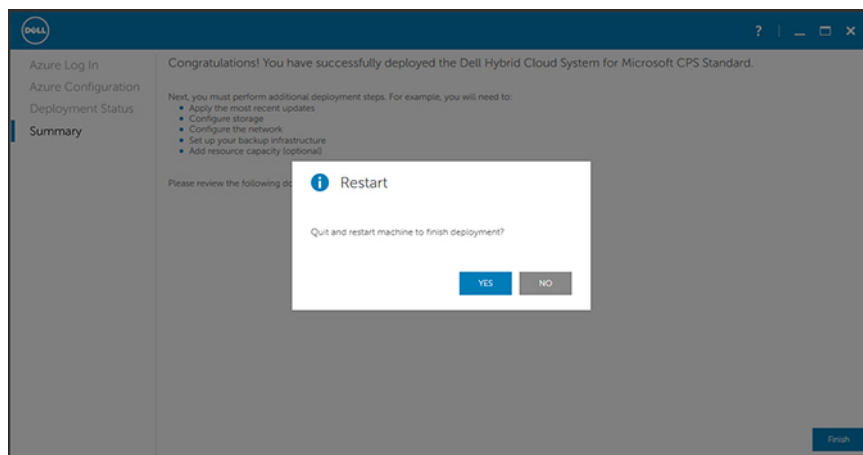 DELL
?
Azure Log In
Azure Configuration
Deployment Status
Summary
Congratulations! You have successfully deployed the Dell Hybrid Cloud System for Microsoft CPS Standard.
Next, you must perform additional deployment steps. For example, you will need to:
• Apply the most recent updates
• Configure storage
• Configure the network
• Set up your backup infrastructure
• Add resource capacity (optional)
Please review the following
Restart
Quit and restart machine to finish deployment?
YES NO
Finish